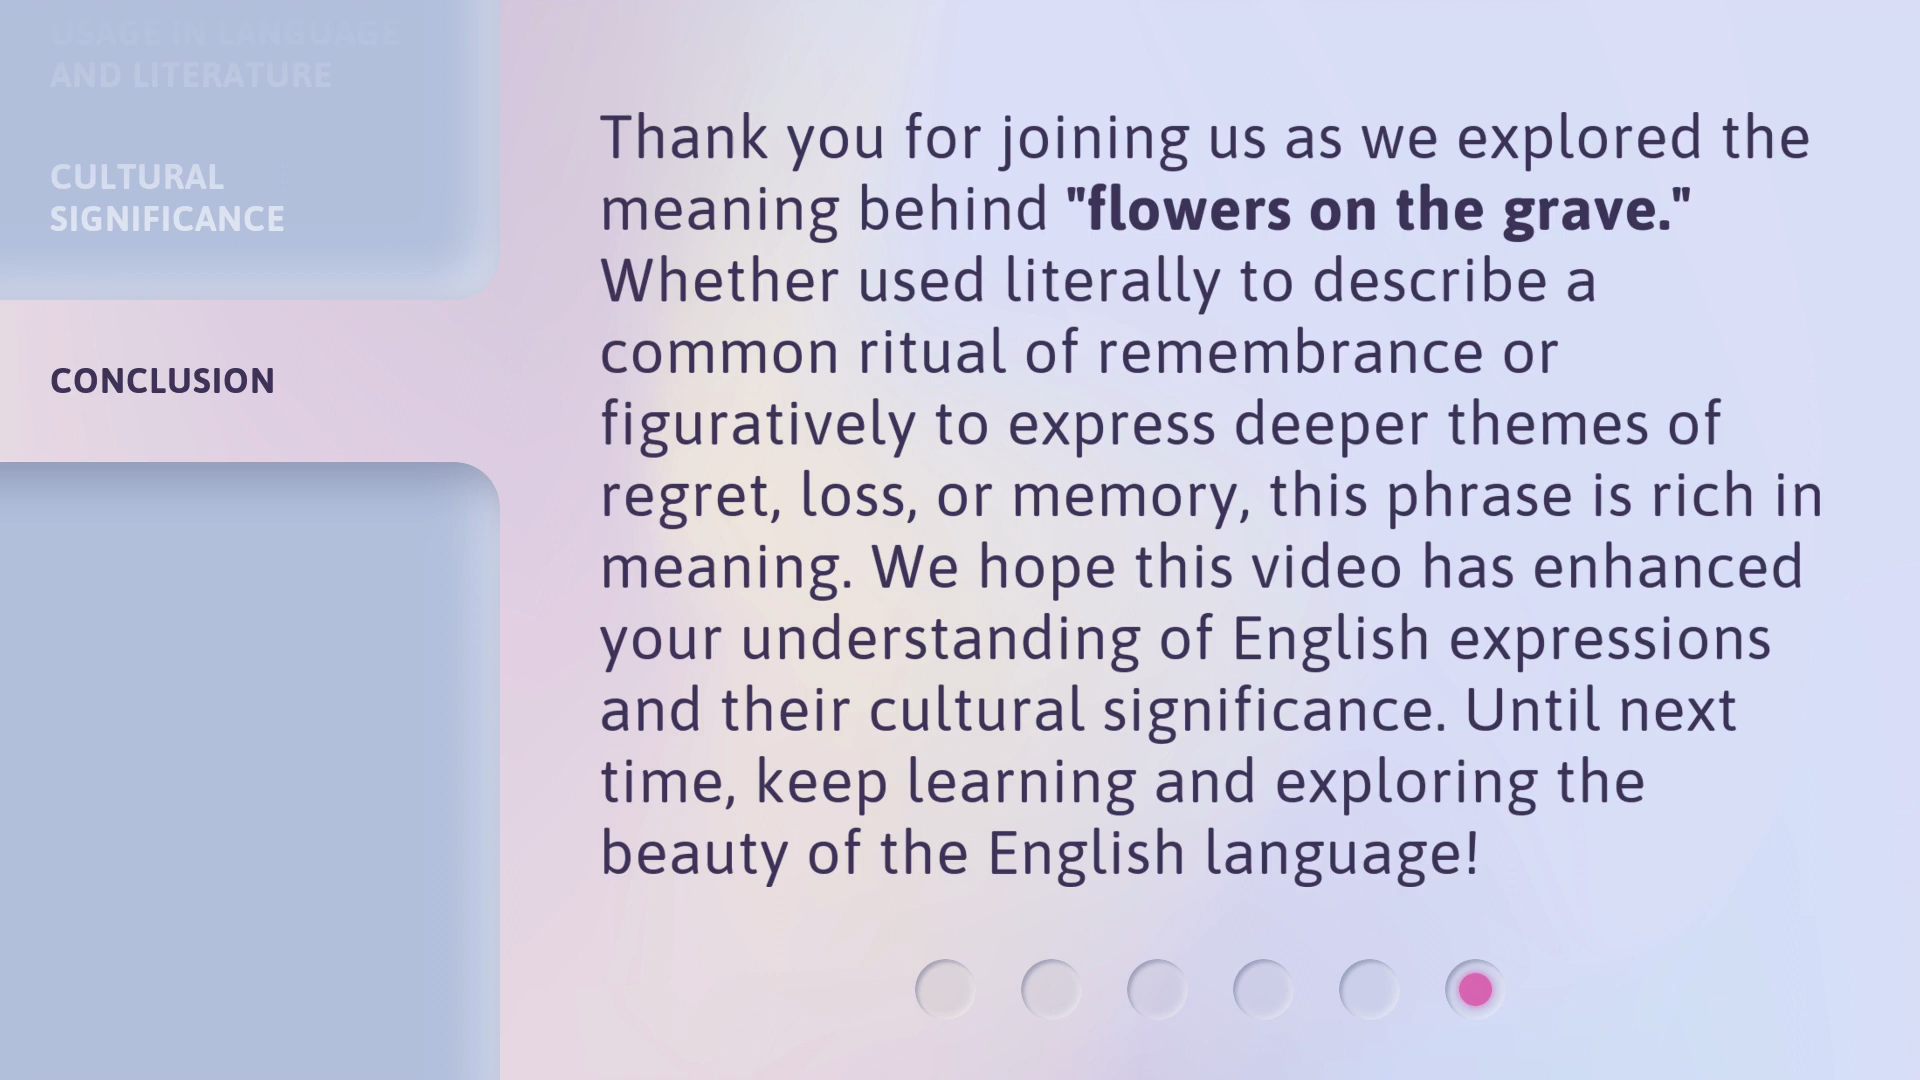 USAGE IN LANGUAGE
AND LITERATURE
CULTURAL
SIGNIFICANCE
CONCLUSION
Thank you for joining us as we explored the
meaning behind "flowers on the grave."
Whether used literally to describe a
common ritual of remembrance or
figuratively to express deeper themes of
regret, loss, or memory, this phrase is rich in
meaning. We hope this video has enhanced
your understanding of English expressions
and their cultural significance. Until next
time, keep learning and exploring the
beauty of the English language!